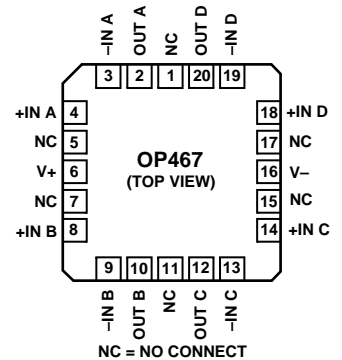 –IN A
OUT A
NC
OUT D
–IN D
3 2 1 20 19
+IN A 4
18 +IN D
NC 5
17 NC
V+ 6
16 V–
NC 7
15 NC
+IN B 8
14 +IN C
OP467
(TOP VIEW)
9 10 11 12 13
–IN B
OUT B
NC
OUT C
–IN C
NC = NO CONNECT